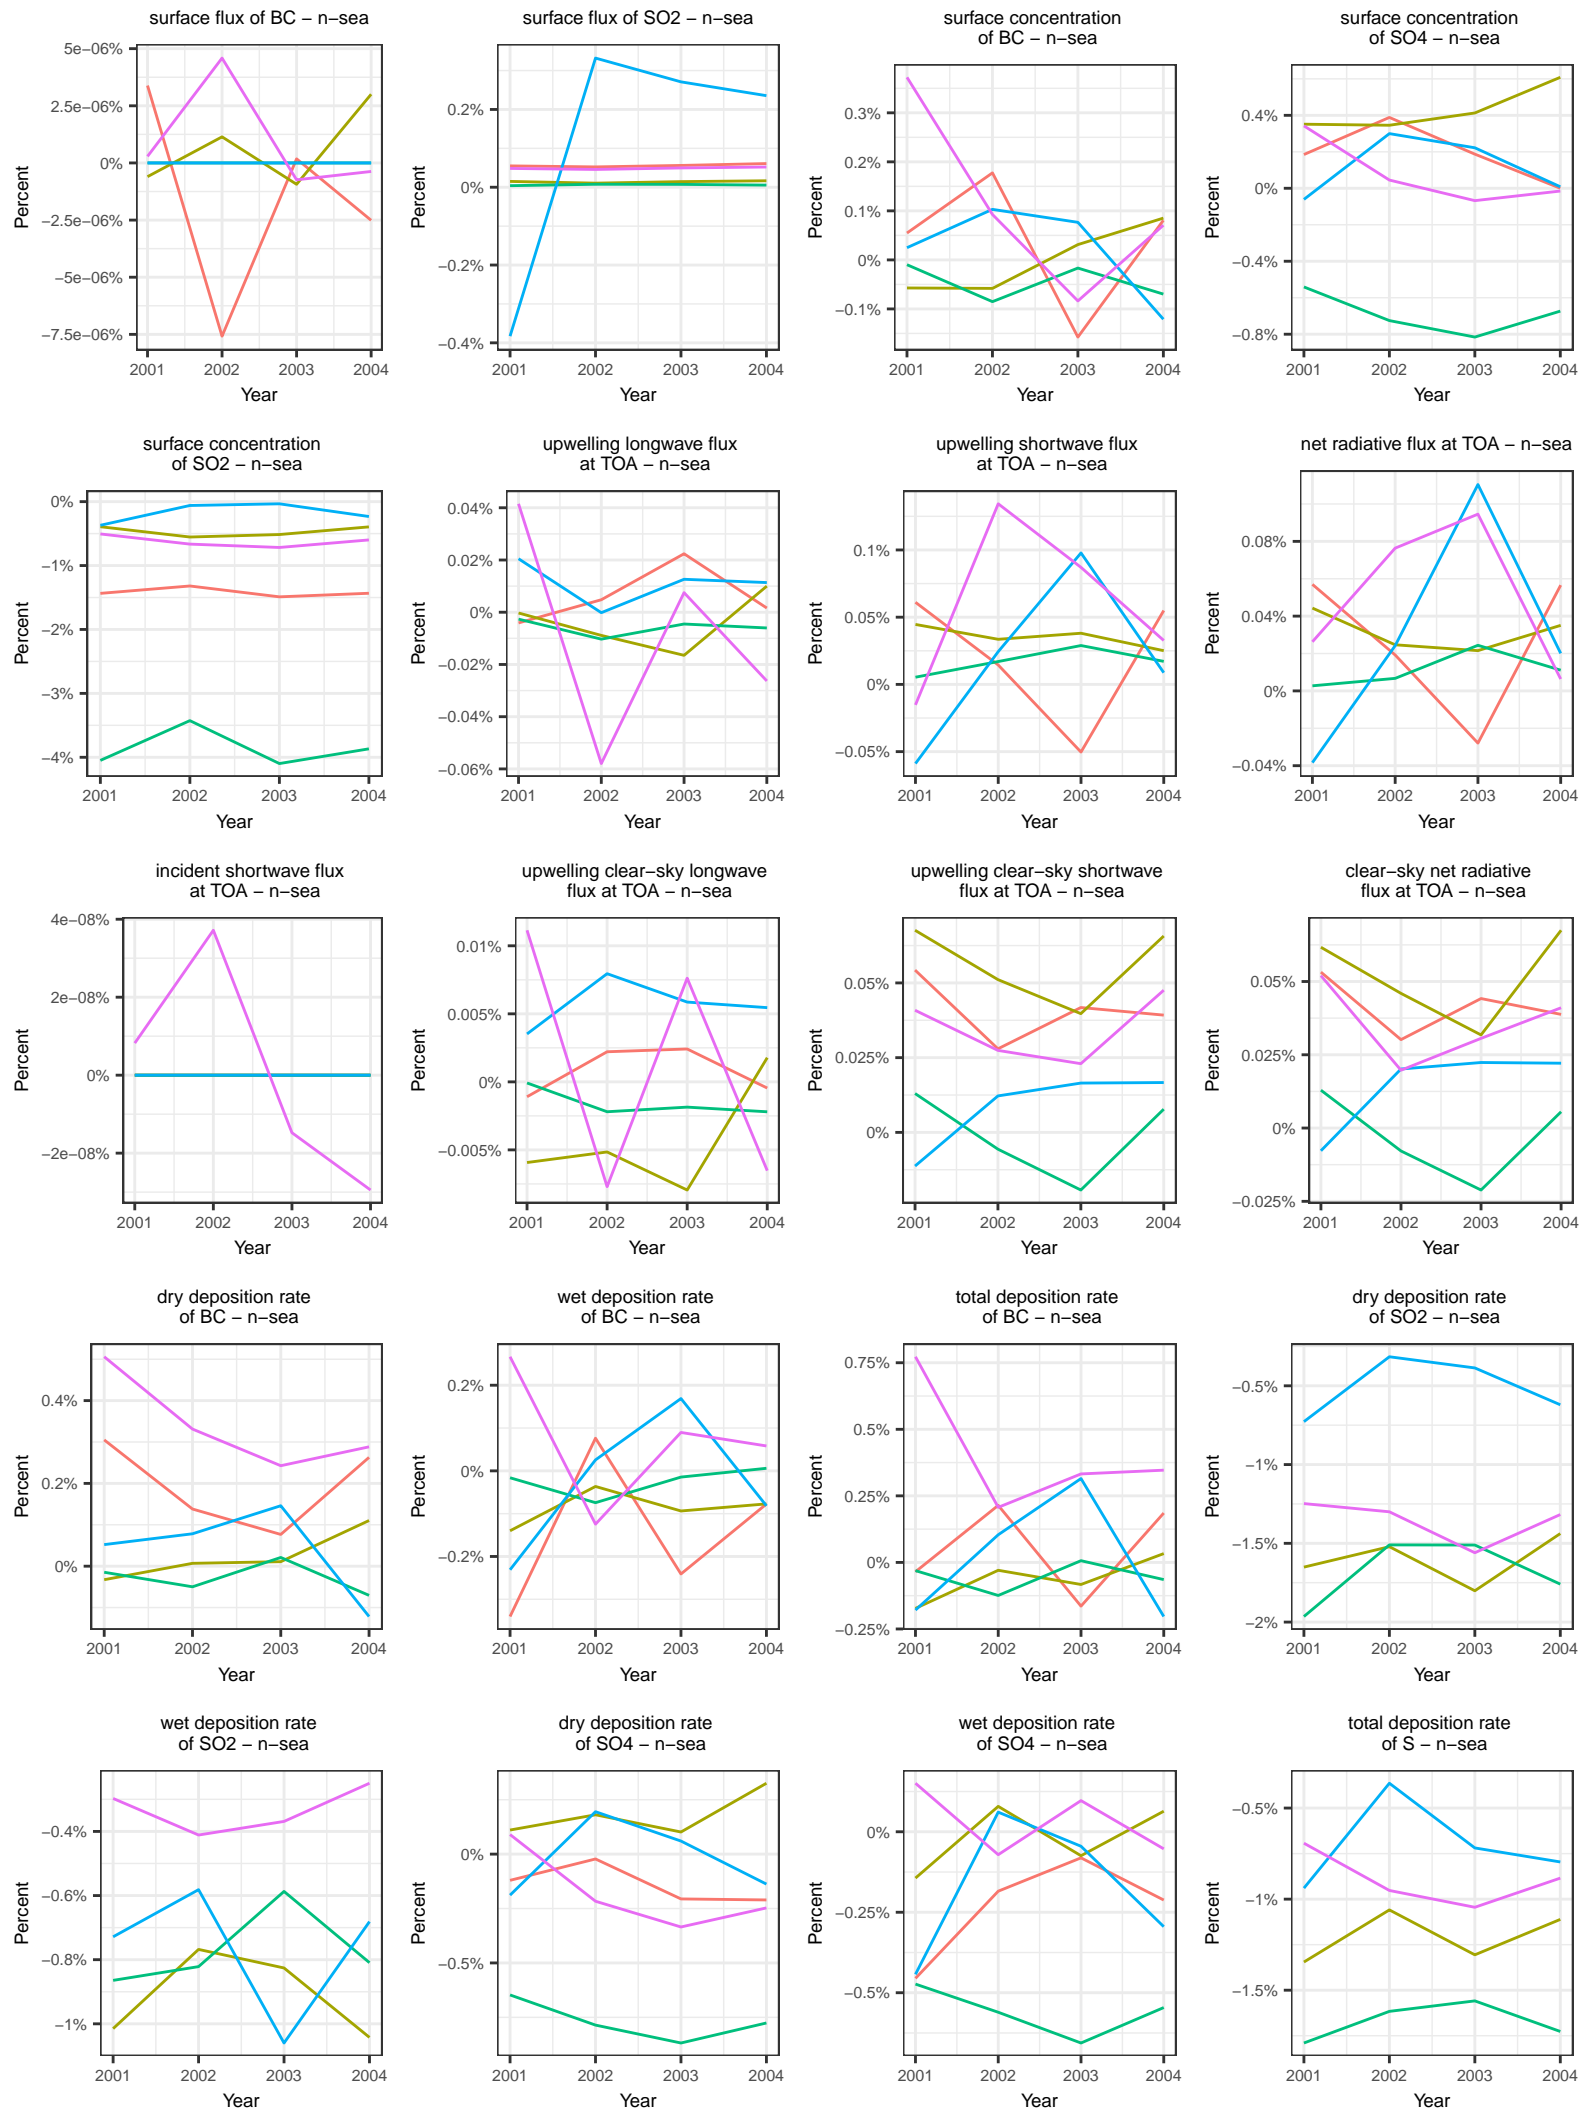 surface flux of BC − n−sea
5e−06%
2.5e−06%
0%
−2.5e−06%
−5e−06%
−7.5e−06%
Percent
2001 2002 2003 2004
Year
surface flux of SO2 − n−sea
0.2%
0%
−0.2%
−0.4%
Percent
2001 2002 2003 2004
Year
surface concentration
of BC − n−sea
0.3%
0.2%
0.1%
0%
−0.1%
Percent
2001 2002 2003 2004
Year
surface concentration
of SO4 − n−sea
0.4%
0%
−0.4%
−0.8%
Percent
2001 2002 2003 2004
Year
surface concentration
of SO2 − n−sea
0%
−1%
−2%
−3%
−4%
Percent
2001 2002 2003 2004
Year
upwelling longwave flux
at TOA − n−sea
0.04%
0.02%
0%
−0.02%
−0.04%
−0.06%
Percent
2001 2002 2003 2004
Year
upwelling shortwave flux
at TOA − n−sea
0.1%
0.05%
0%
−0.05%
Percent
2001 2002 2003 2004
Year
net radiative flux at TOA − n−sea
0.08%
0.04%
0%
−0.04%
Percent
2001 2002 2003 2004
Year
incident shortwave flux
at TOA − n−sea
4e−08%
2e−08%
0%
−2e−08%
Percent
2001 2002 2003 2004
Year
upwelling clear−sky longwave
flux at TOA − n−sea
0.01%
0.005%
0%
−0.005%
Percent
2001 2002 2003 2004
Year
upwelling clear−sky shortwave
flux at TOA − n−sea
0.05%
0.025%
0%
Percent
2001 2002 2003 2004
Year
clear−sky net radiative
flux at TOA − n−sea
0.05%
0.025%
0%
−0.025%
Percent
2001 2002 2003 2004
Year
dry deposition rate
of BC − n−sea
0.4%
0.2%
0%
Percent
2001 2002 2003 2004
Year
wet deposition rate
of BC − n−sea
0.2%
0%
−0.2%
Percent
2001 2002 2003 2004
Year
total deposition rate
of BC − n−sea
0.75%
0.5%
0.25%
0%
−0.25%
Percent
2001 2002 2003 2004
Year
dry deposition rate
of SO2 − n−sea
−0.5%
−1%
−1.5%
−2%
Percent
2001 2002 2003 2004
Year
wet deposition rate
of SO2 − n−sea
−0.4%
−0.6%
−0.8%
−1%
Percent
2001 2002 2003 2004
Year
dry deposition rate
of SO4 − n−sea
0%
−0.5%
Percent
2001 2002 2003 2004
Year
wet deposition rate
of SO4 − n−sea
0%
−0.25%
−0.5%
Percent
2001 2002 2003 2004
Year
total deposition rate
of S − n−sea
−0.5%
−1%
−1.5%
Percent
2001 2002 2003 2004
Year